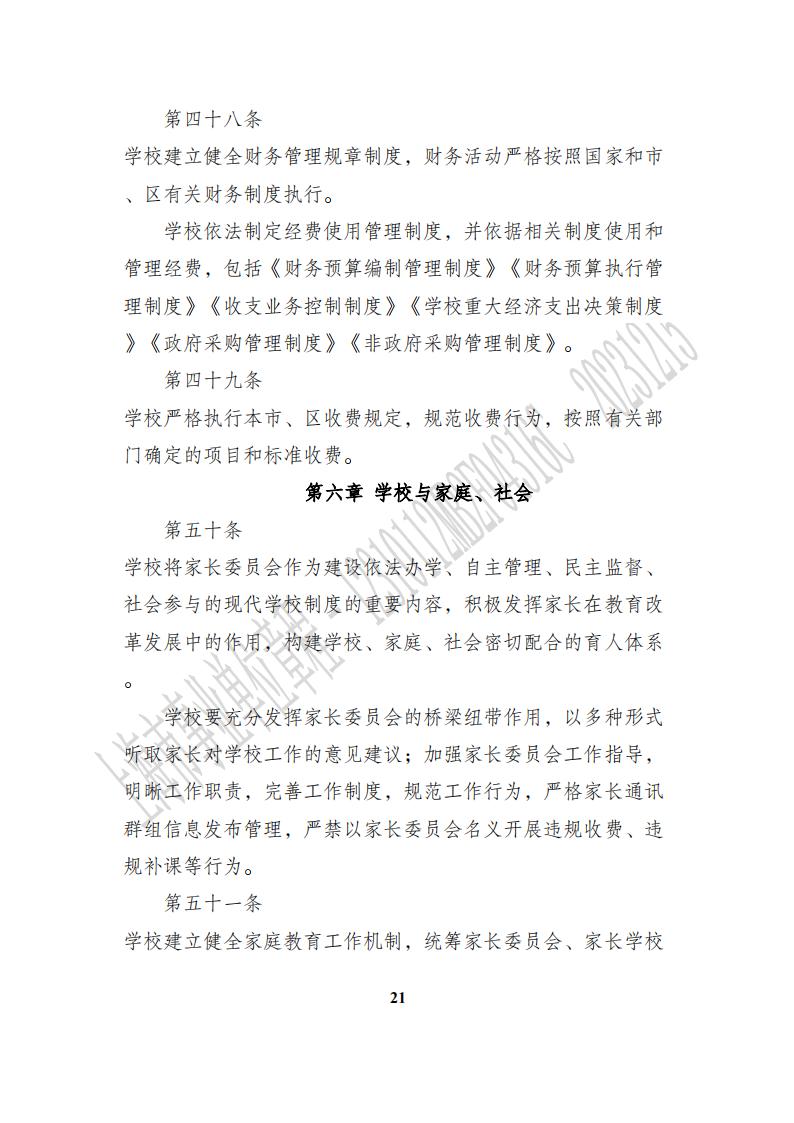 第四十八条
学校建立健全财务管理规章制度，财务活动严格按照国家和市
、区有关财务制度执行。
学校依法制定经费使用管理制度，并依据相关制度使用和
管理经费，包括《财务预算编制管理制度》《财务预算执行管
理制度》《收支业务控制制度》《学校重大经济支出决策制度
》《政府采购管理制度》《非政府采购管理制度》。
第四十九条
学校严格执行本市、区收费规定，规范收费行为，按照有关部
门确定的项目和标准收费。
第六章 学校与家庭、社会
第五十条
学校将家长委员会作为建设依法办学、自主管理、民主监督、
社会参与的现代学校制度的重要内容，积极发挥家长在教育改
革发展中的作用，构建学校、家庭、社会密切配合的育人体系
。
学校要充分发挥家长委员会的桥梁纽带作用，以多种形式
听取家长对学校工作的意见建议；加强家长委员会工作指导，
明晰工作职责，完善工作制度，规范工作行为，严格家长通讯
群组信息发布管理，严禁以家长委员会名义开展违规收费、违
规补课等行为。
第五十一条
学校建立健全家庭教育工作机制，统筹家长委员会、家长学校
21
上海市事业单位章程
20231215